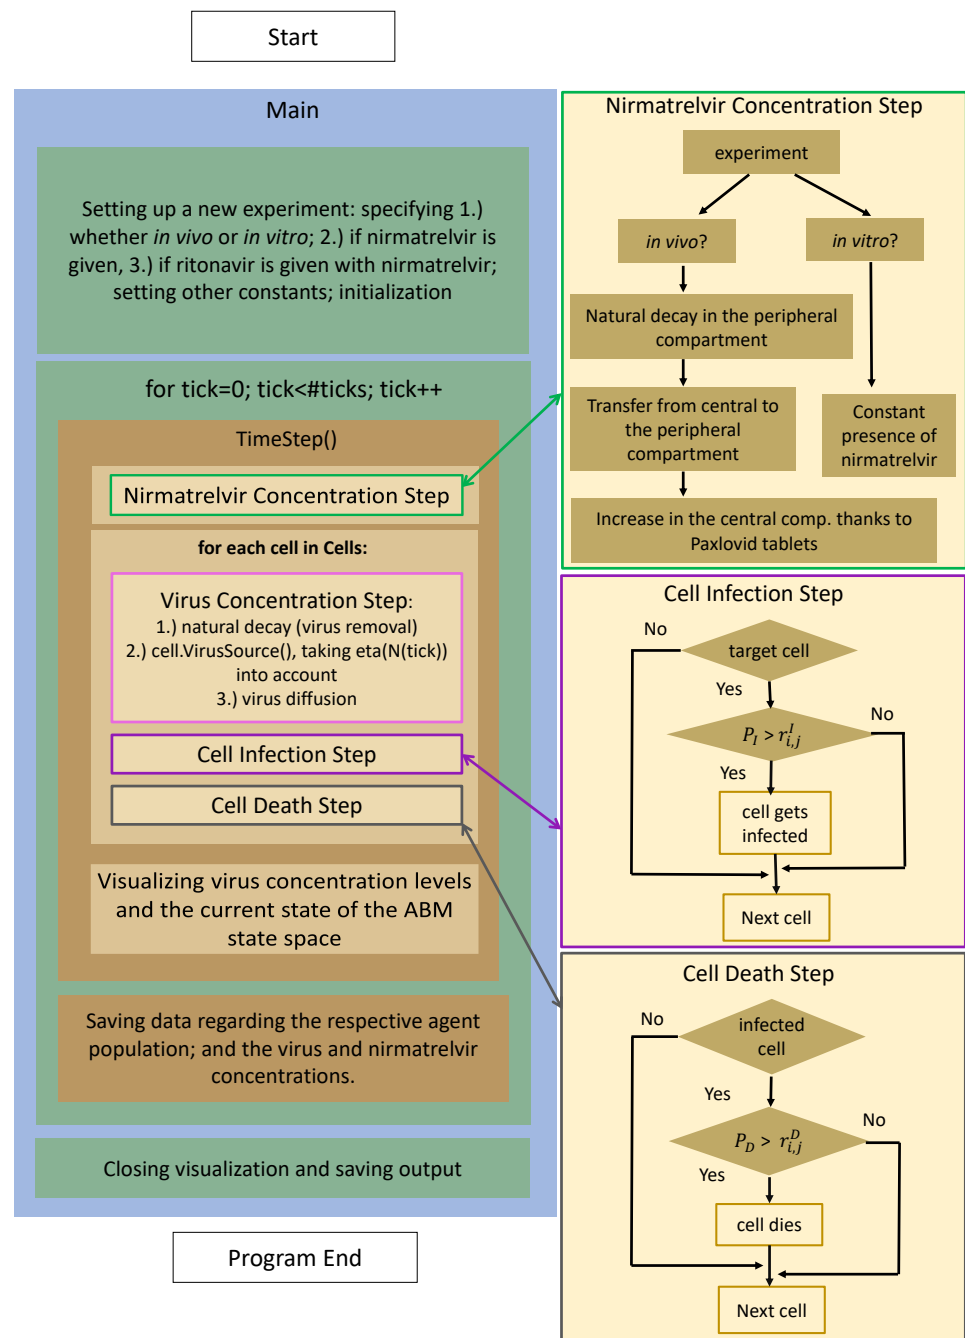 Start
Main
Setting up a new experiment: specifying 1.)
whether in vivo or in vitro; 2.) if nirmatrelvir is
given, 3.) if ritonavir is given with nirmatrelvir;
setting other constants; initialization
for tick=0; tick<#ticks; tick++
TimeStep()
Nirmatrelvir Concentration Step
for each cell in Cells:
Virus Concentration Step:
1.) natural decay (virus removal)
2.) cell.VirusSource(), taking eta(N(tick))
into account
3.) virus diffusion
Cell Infection Step
Cell Death Step
Visualizing virus concentration levels
and the current state of the ABM
state space
Saving data regarding the respective agent
population; and the virus and nirmatrelvir
concentrations.
Closing visualization and saving output
Program End
Nirmatrelvir Concentration Step
experiment
in vivo?
in vitro?
Natural decay in the peripheral
compartment
Transfer from central to
the peripheral
compartment
Constant
presence of
nirmatrelvir
Increase in the central comp. thanks to
Paxlovid tablets
Cell Infection Step
No
target cell
Yes
No
P_I > r_{i,j}^I
Yes
cell gets
infected
Next cell
Cell Death Step
No
infected
cell
Yes
No
P_D > r_{i,j}^D
Yes
cell dies
Next cell